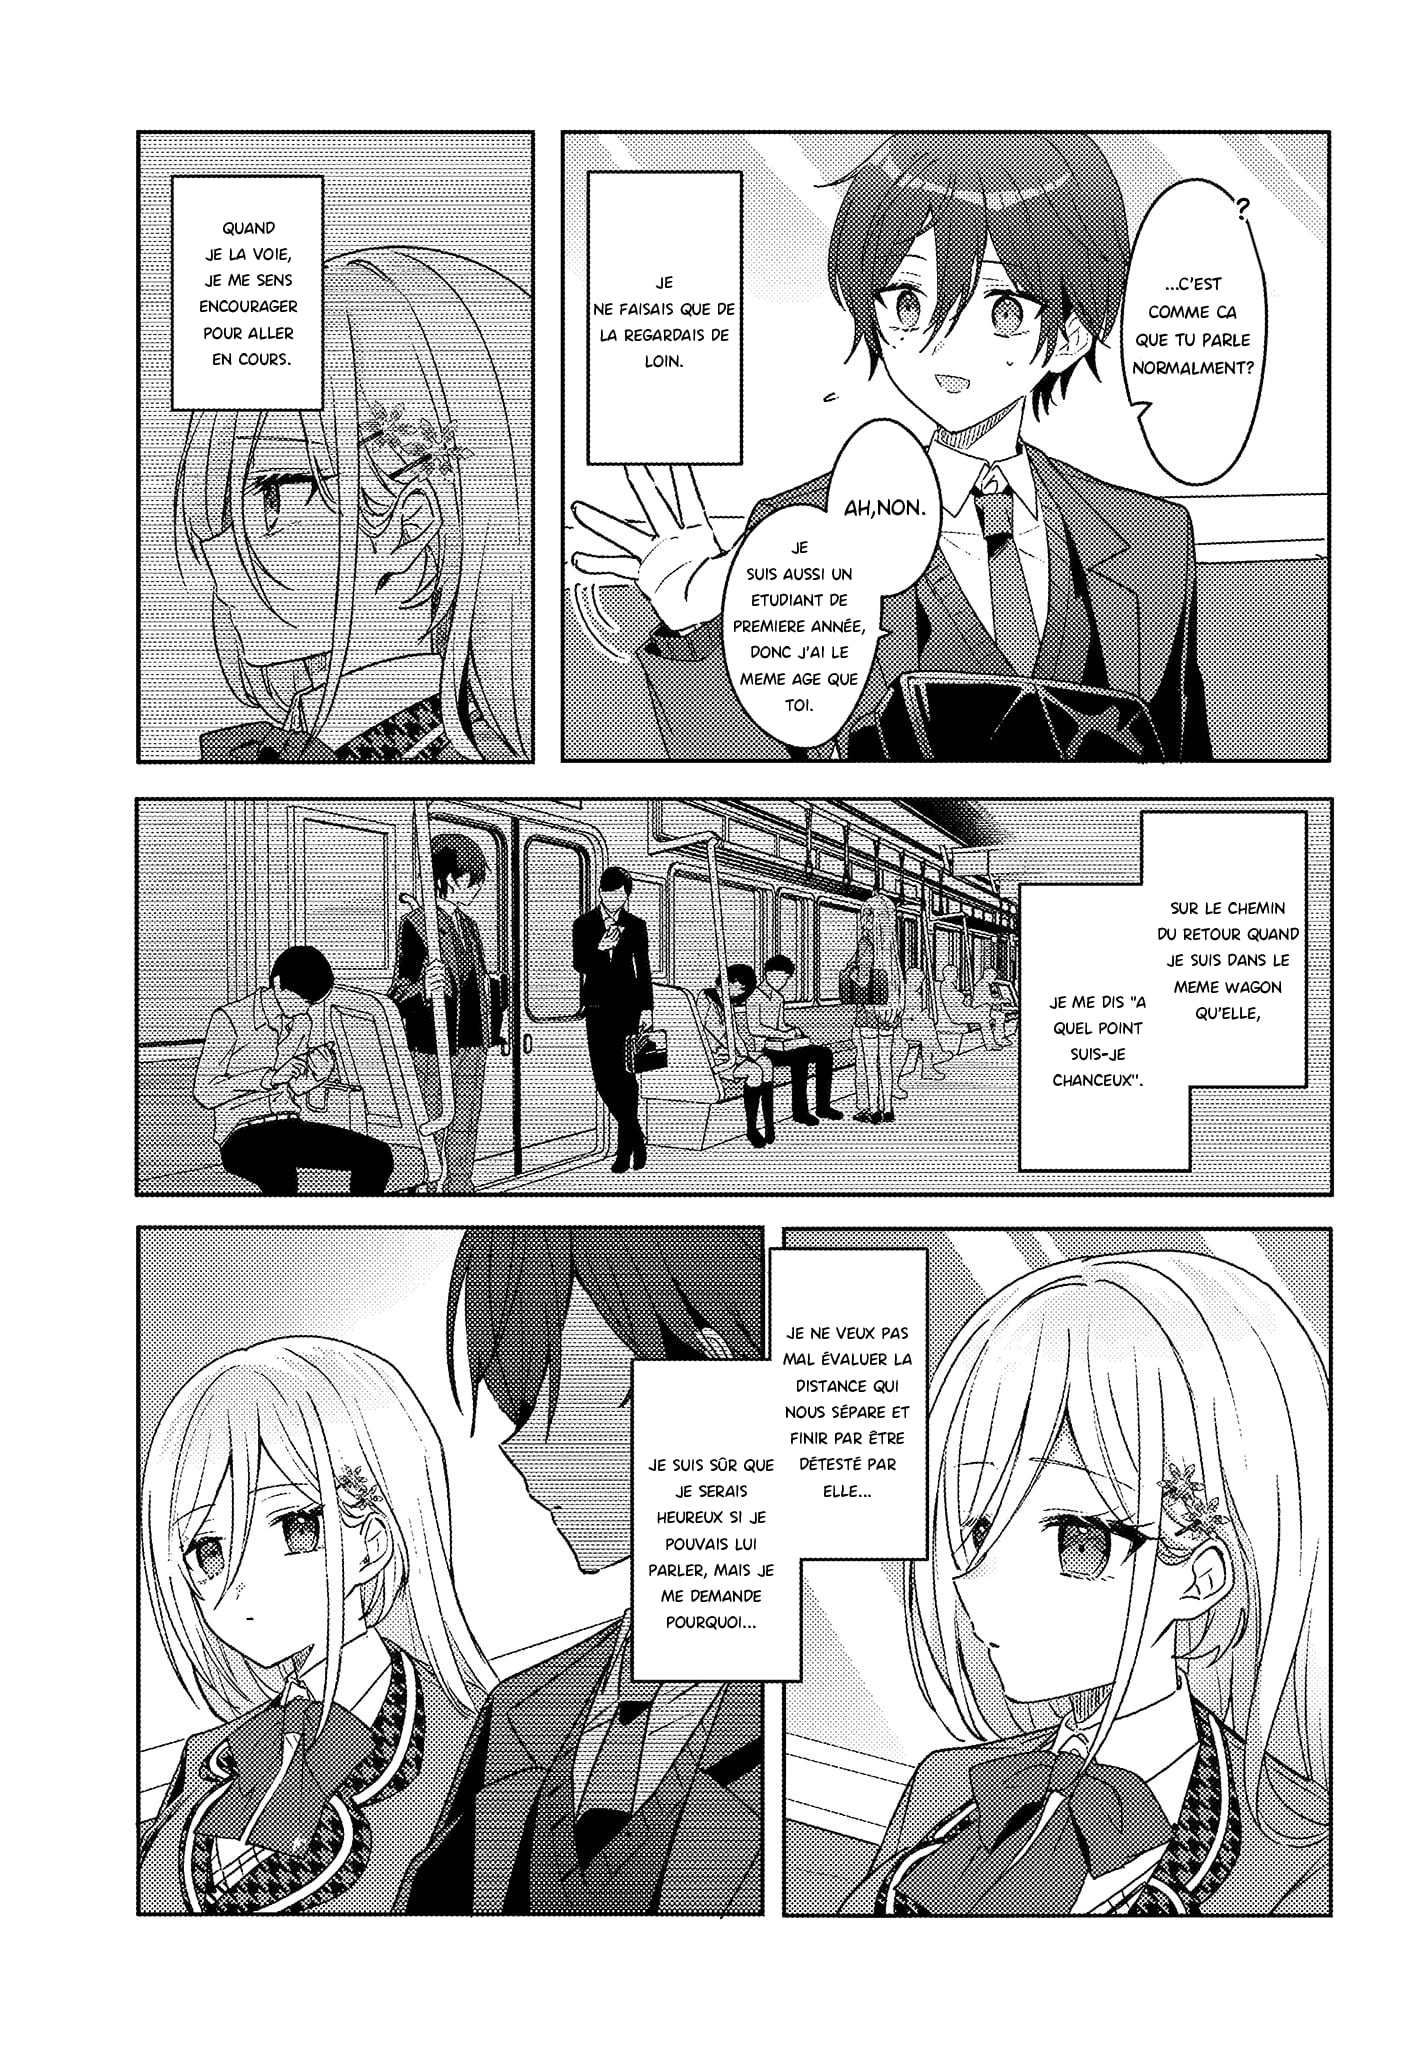 ?
...C'EST
COMME CA
QUE TU PARLE
NORMALMENT?
AH,NON.
JE
SUIS AUSSI UN
ETUDIANT DE
PREMIERE ANNÉE,
DONC J'AI LE
MEME AGE QUE
TOI.
JE
NE FAISAIS QUE DE
LA REGARDAIS DE
LOIN.
QUAND
JE LA VOIE,
JE ME SENS
ENCOURAGER
POUR ALLER
EN COURS.
SUR LE CHEMIN
DU RETOUR QUAND
JE SUIS DANS LE
MEME WAGON
QU'ELLE,
JE ME DIS "A
QUEL POINT
SUIS-JE
CHANCEUX".
JE NE VEUX PAS
MAL ÉVALUER LA
DISTANCE QUI
NOUS SÉPARE ET
FINIR PAR ÊTRE
DÉTESTÉ PAR
ELLE...
JE SUIS SÛR QUE
JE SERAIS
HEUREUX SI JE
POUVAIS LUI
PARLER, MAIS JE
ME DEMANDE
POURQUOI...